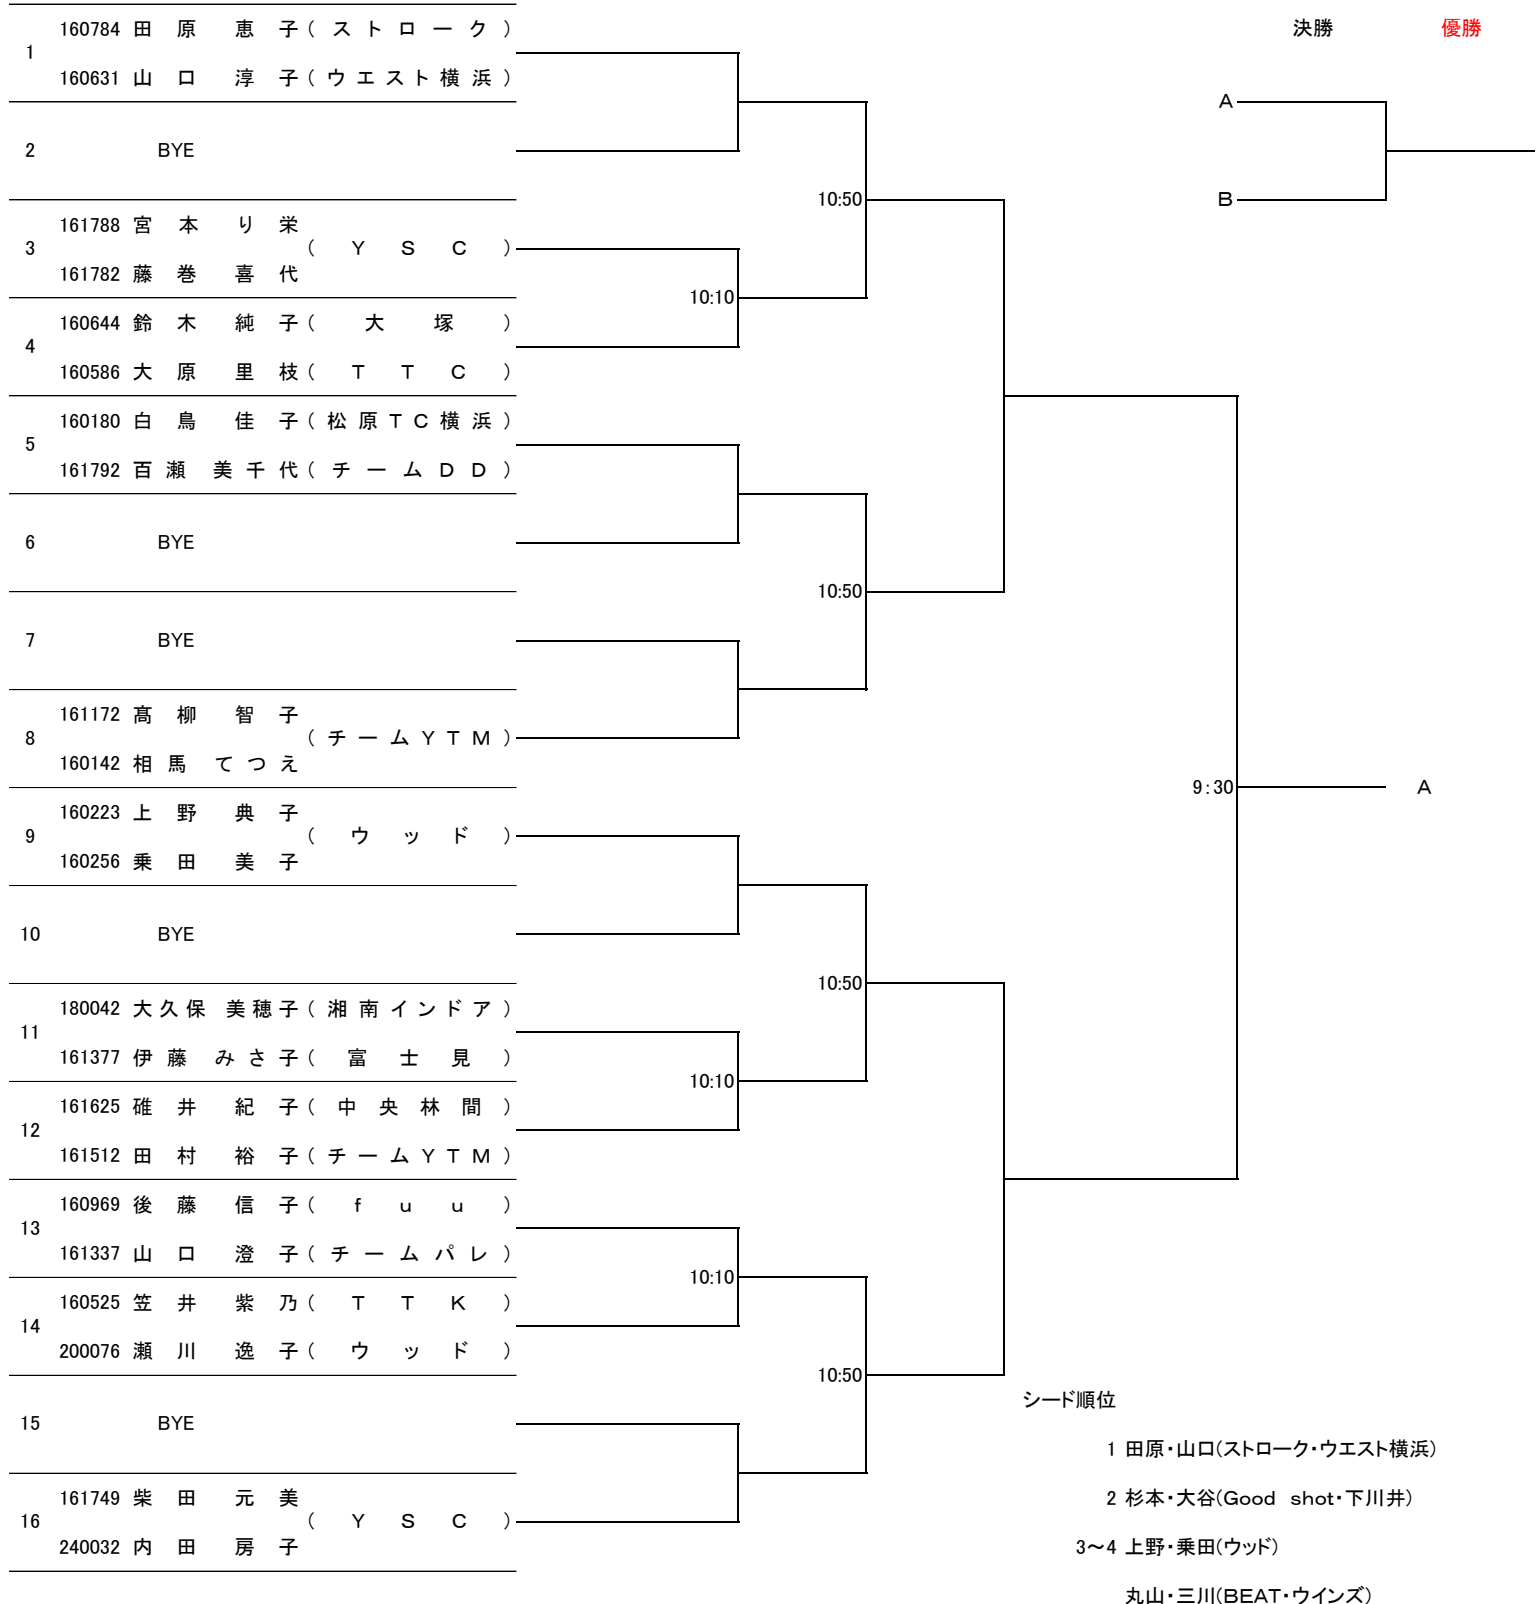 決勝 優勝
160784 田原 恵子(ストローク)
1
160631 山口 淳子(ウエスト横浜)
A
2 BYE
B
10:50
161788 宮本 り栄
3 (YSC)
161782 藤巻 喜代
10:10
160644 鈴木 純子(大塚)
4
160586 大原 里枝(TTC)
160180 白鳥 佳子(松原TC横浜)
5
161792 百瀬 美千代(チームDD)
6 BYE
10:50
7 BYE
161172 髙柳 智子
8 (チームYTM)
160142 相馬 てつえ
9:30 A
160223 上野 典子
9 (ウッド)
160256 乗田 美子
10 BYE
10:50
180042 大久保 美穂子(湘南インドア)
11
161377 伊藤 みさ子(富士見)
10:10
161625 碓井 紀子(中央林間)
12
161512 田村 裕子(チームYTM)
160969 後藤 信子(fuu)
13
161337 山口 澄子(チームパレ)
10:10
160525 笠井 紫乃(TTK)
14
200076 瀬川 逸子(ウッド)
10:50
シード順位
15 BYE
1 田原・山口(ストローク・ウエスト横浜)
161749 柴田 元美
2 杉本・大谷(Good shot・下川井)
16 (YSC)
240032 内田 房子
3~4 上野・乗田(ウッド)
丸山・三川(BEAT・ウインズ)